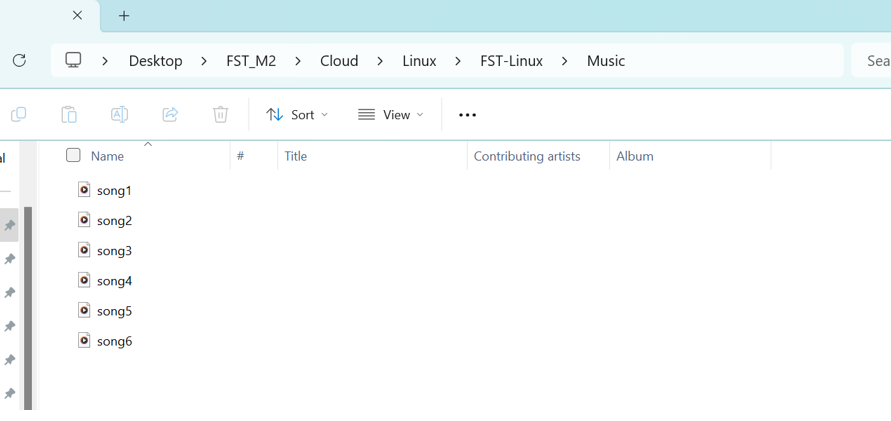 Desktop > FST_M2 > Cloud > Linux > FST-Linux > Music
Sort View
Name # Title Contributing artists Album
song1
song2
song3
song4
song5
song6